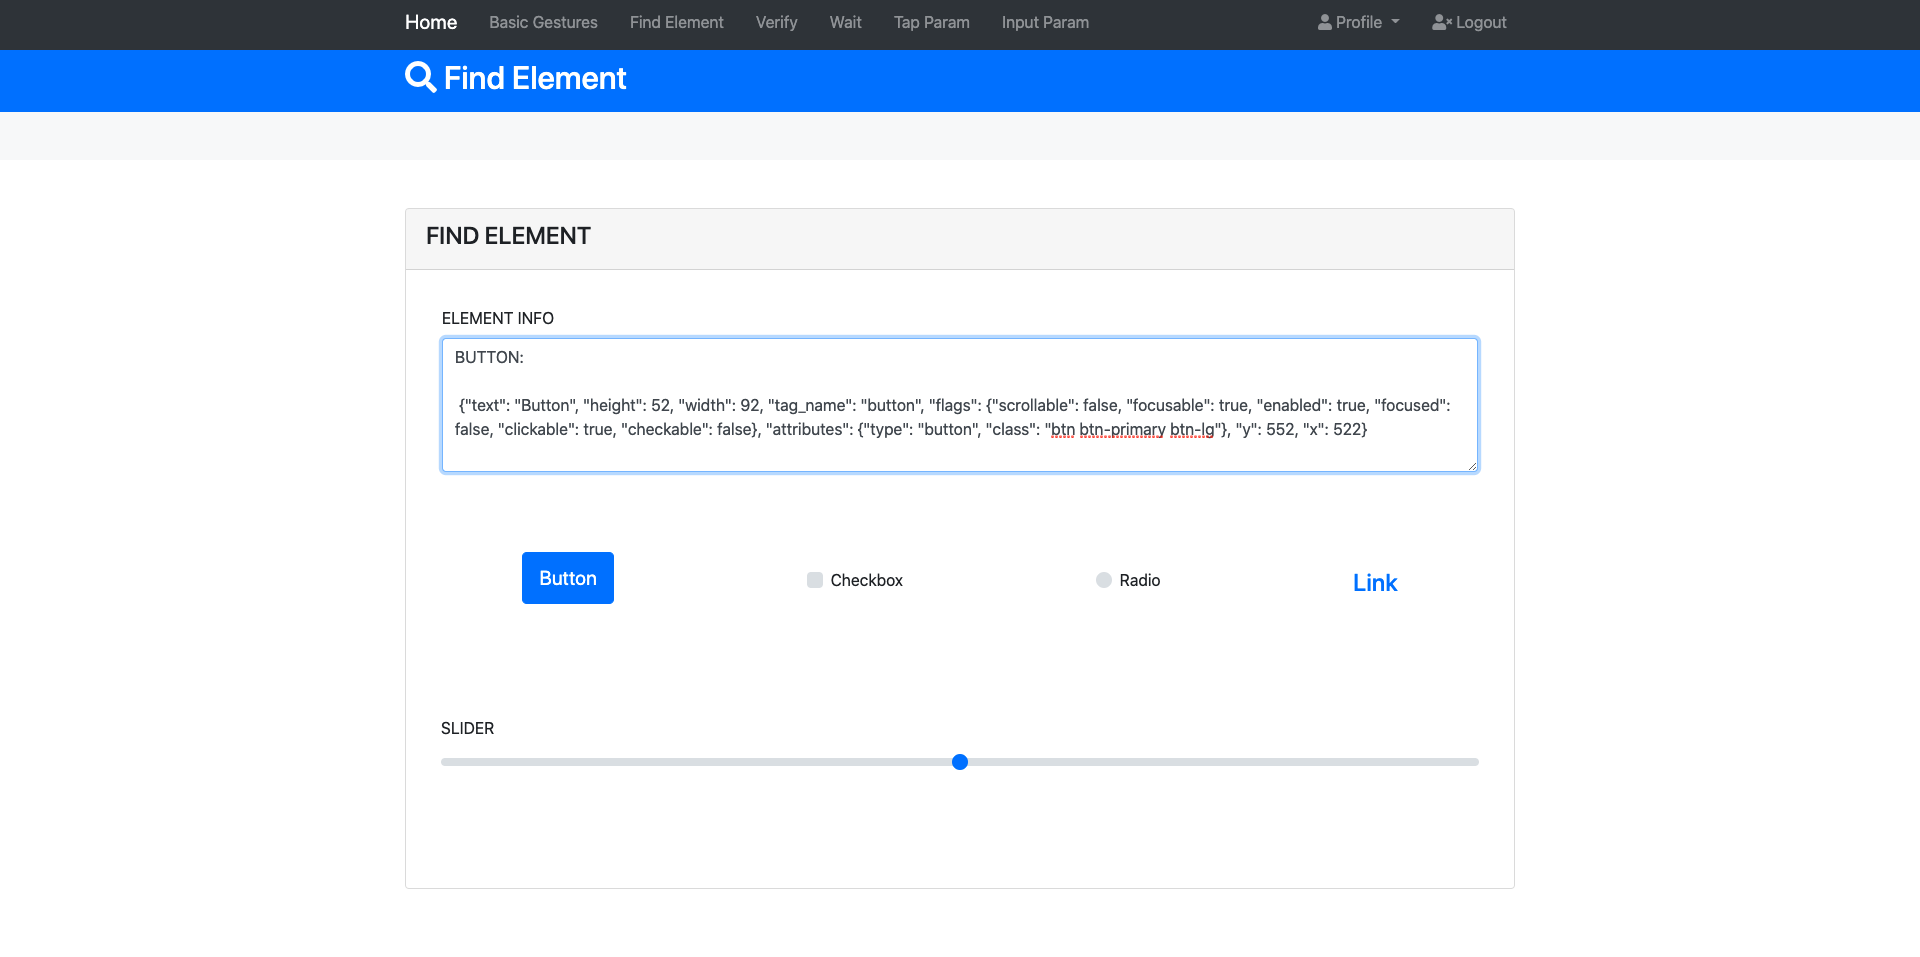 Home Basic Gestures Find Element Verify Wait Tap Param Input Param Profile Logout
Find Element
FIND ELEMENT
ELEMENT INFO
BUTTON:
{"text": "Button", "height": 52, "width": 92, "tag_name": "button", "flags": {"scrollable": false, "focusable": true, "enabled": true, "focused":
false, "clickable": true, "checkable": false}, "attributes": {"type": "button", "class": "btn btn-primary btn-lg"}, "y": 552, "x": 522}
Button Checkbox Radio Link
SLIDER